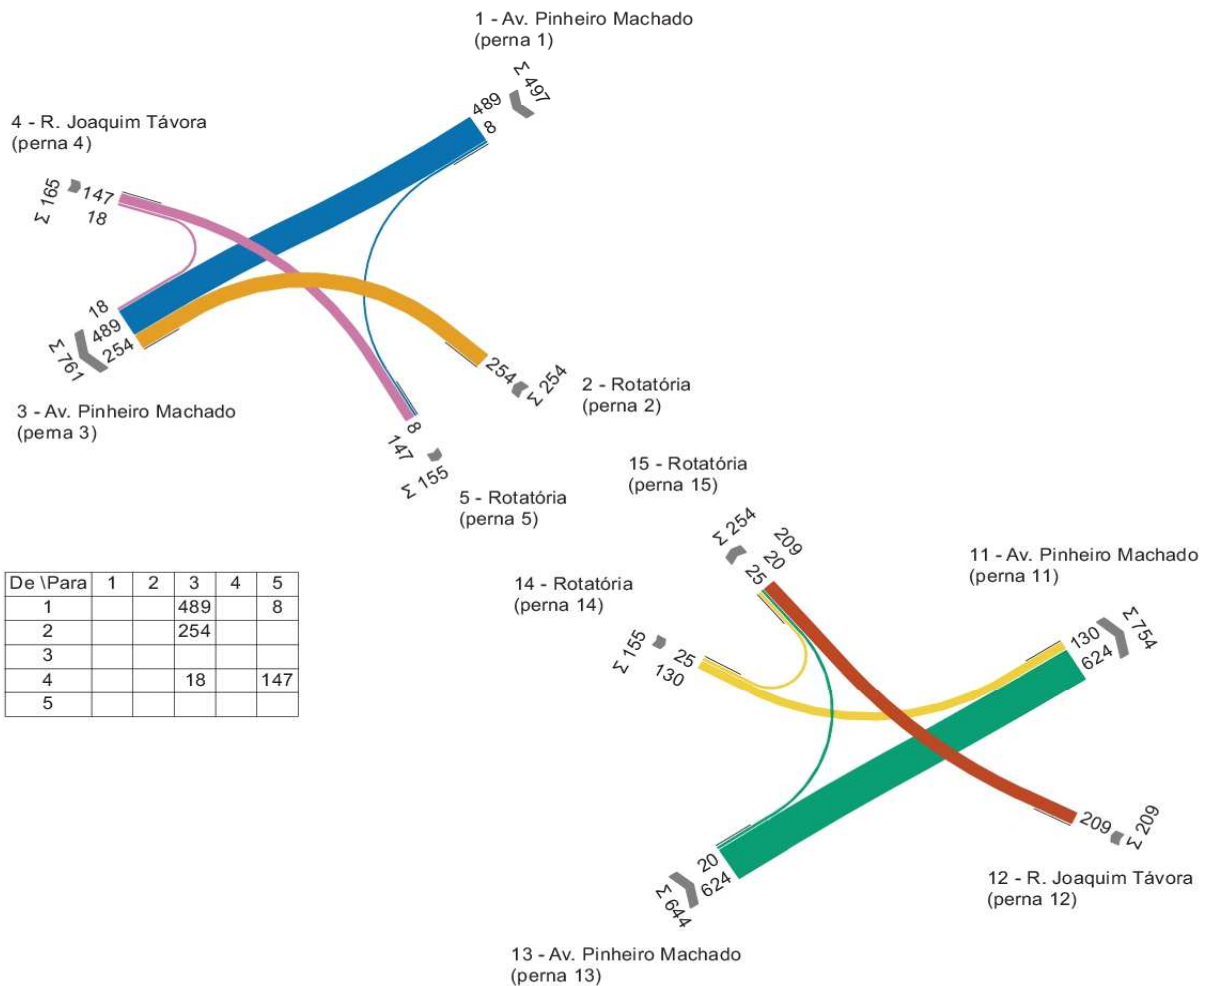 1 - Av. Pinheiro Machado
(perna 1)
Σ 497
489
8
4 - R. Joaquim Távora
(perna 4)
Σ 165
147
18
18
489
254
Σ 761
3 - Av. Pinheiro Machado
(perna 3)
254
Σ 254
2 - Rotatória
(perna 2)
8
147
Σ 155
5 - Rotatória
(perna 5)
De \Para 1 2 3 4 5
1 489 8
2 254
3
4 18 147
5
15 - Rotatória
(perna 15)
Σ 254
209
20
25
14 - Rotatória
(perna 14)
Σ 155
25
130
11 - Av. Pinheiro Machado
(perna 11)
Σ 754
130
624
209
Σ 209
12 - R. Joaquim Távora
(perna 12)
20
624
Σ 644
13 - Av. Pinheiro Machado
(perna 13)